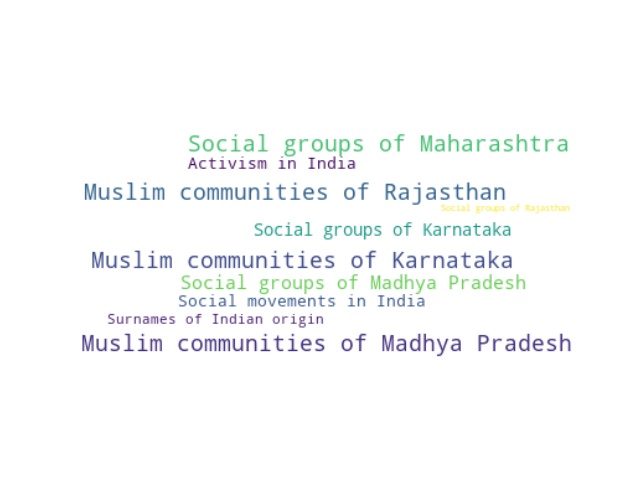 Social groups of Maharashtra
Activism in India
Muslim communities of Rajasthan
Social groups of Rajasthan
Social groups of Karnataka
Muslim communities of Karnataka
Social groups of Madhya Pradesh
Social movements in India
Surnames of Indian origin
Muslim communities of Madhya Pradesh